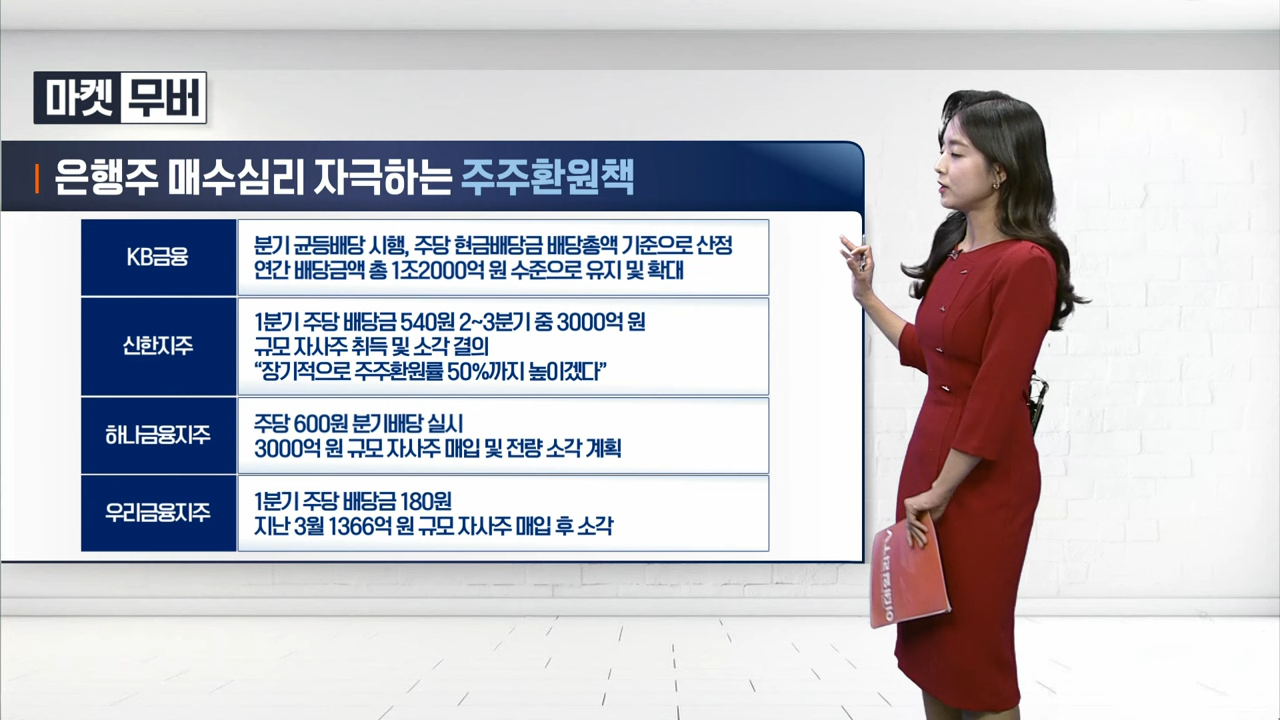 마켓무버
은행주 매수심리 자극하는 주주환원책
KB금융
분기 균등배당 시행, 주당 현금배당금 배당총액 기준으로 산정
연간 배당금액 총 1조2000억 원 수준으로 유지 및 확대
신한지주
1분기 주당 배당금 540원 2~3분기 중 3000억 원
규모 자사주 취득 및 소각 결의
“장기적으로 주주환원률 50%까지 높이겠다”
하나금융지주
주당 600원 분기배당 실시
3000억 원 규모 자사주 매입 및 전량 소각 계획
우리금융지주
1분기 주당 배당금 180원
지난 3월 1366억 원 규모 자사주 매입 후 소각
이데일리TV